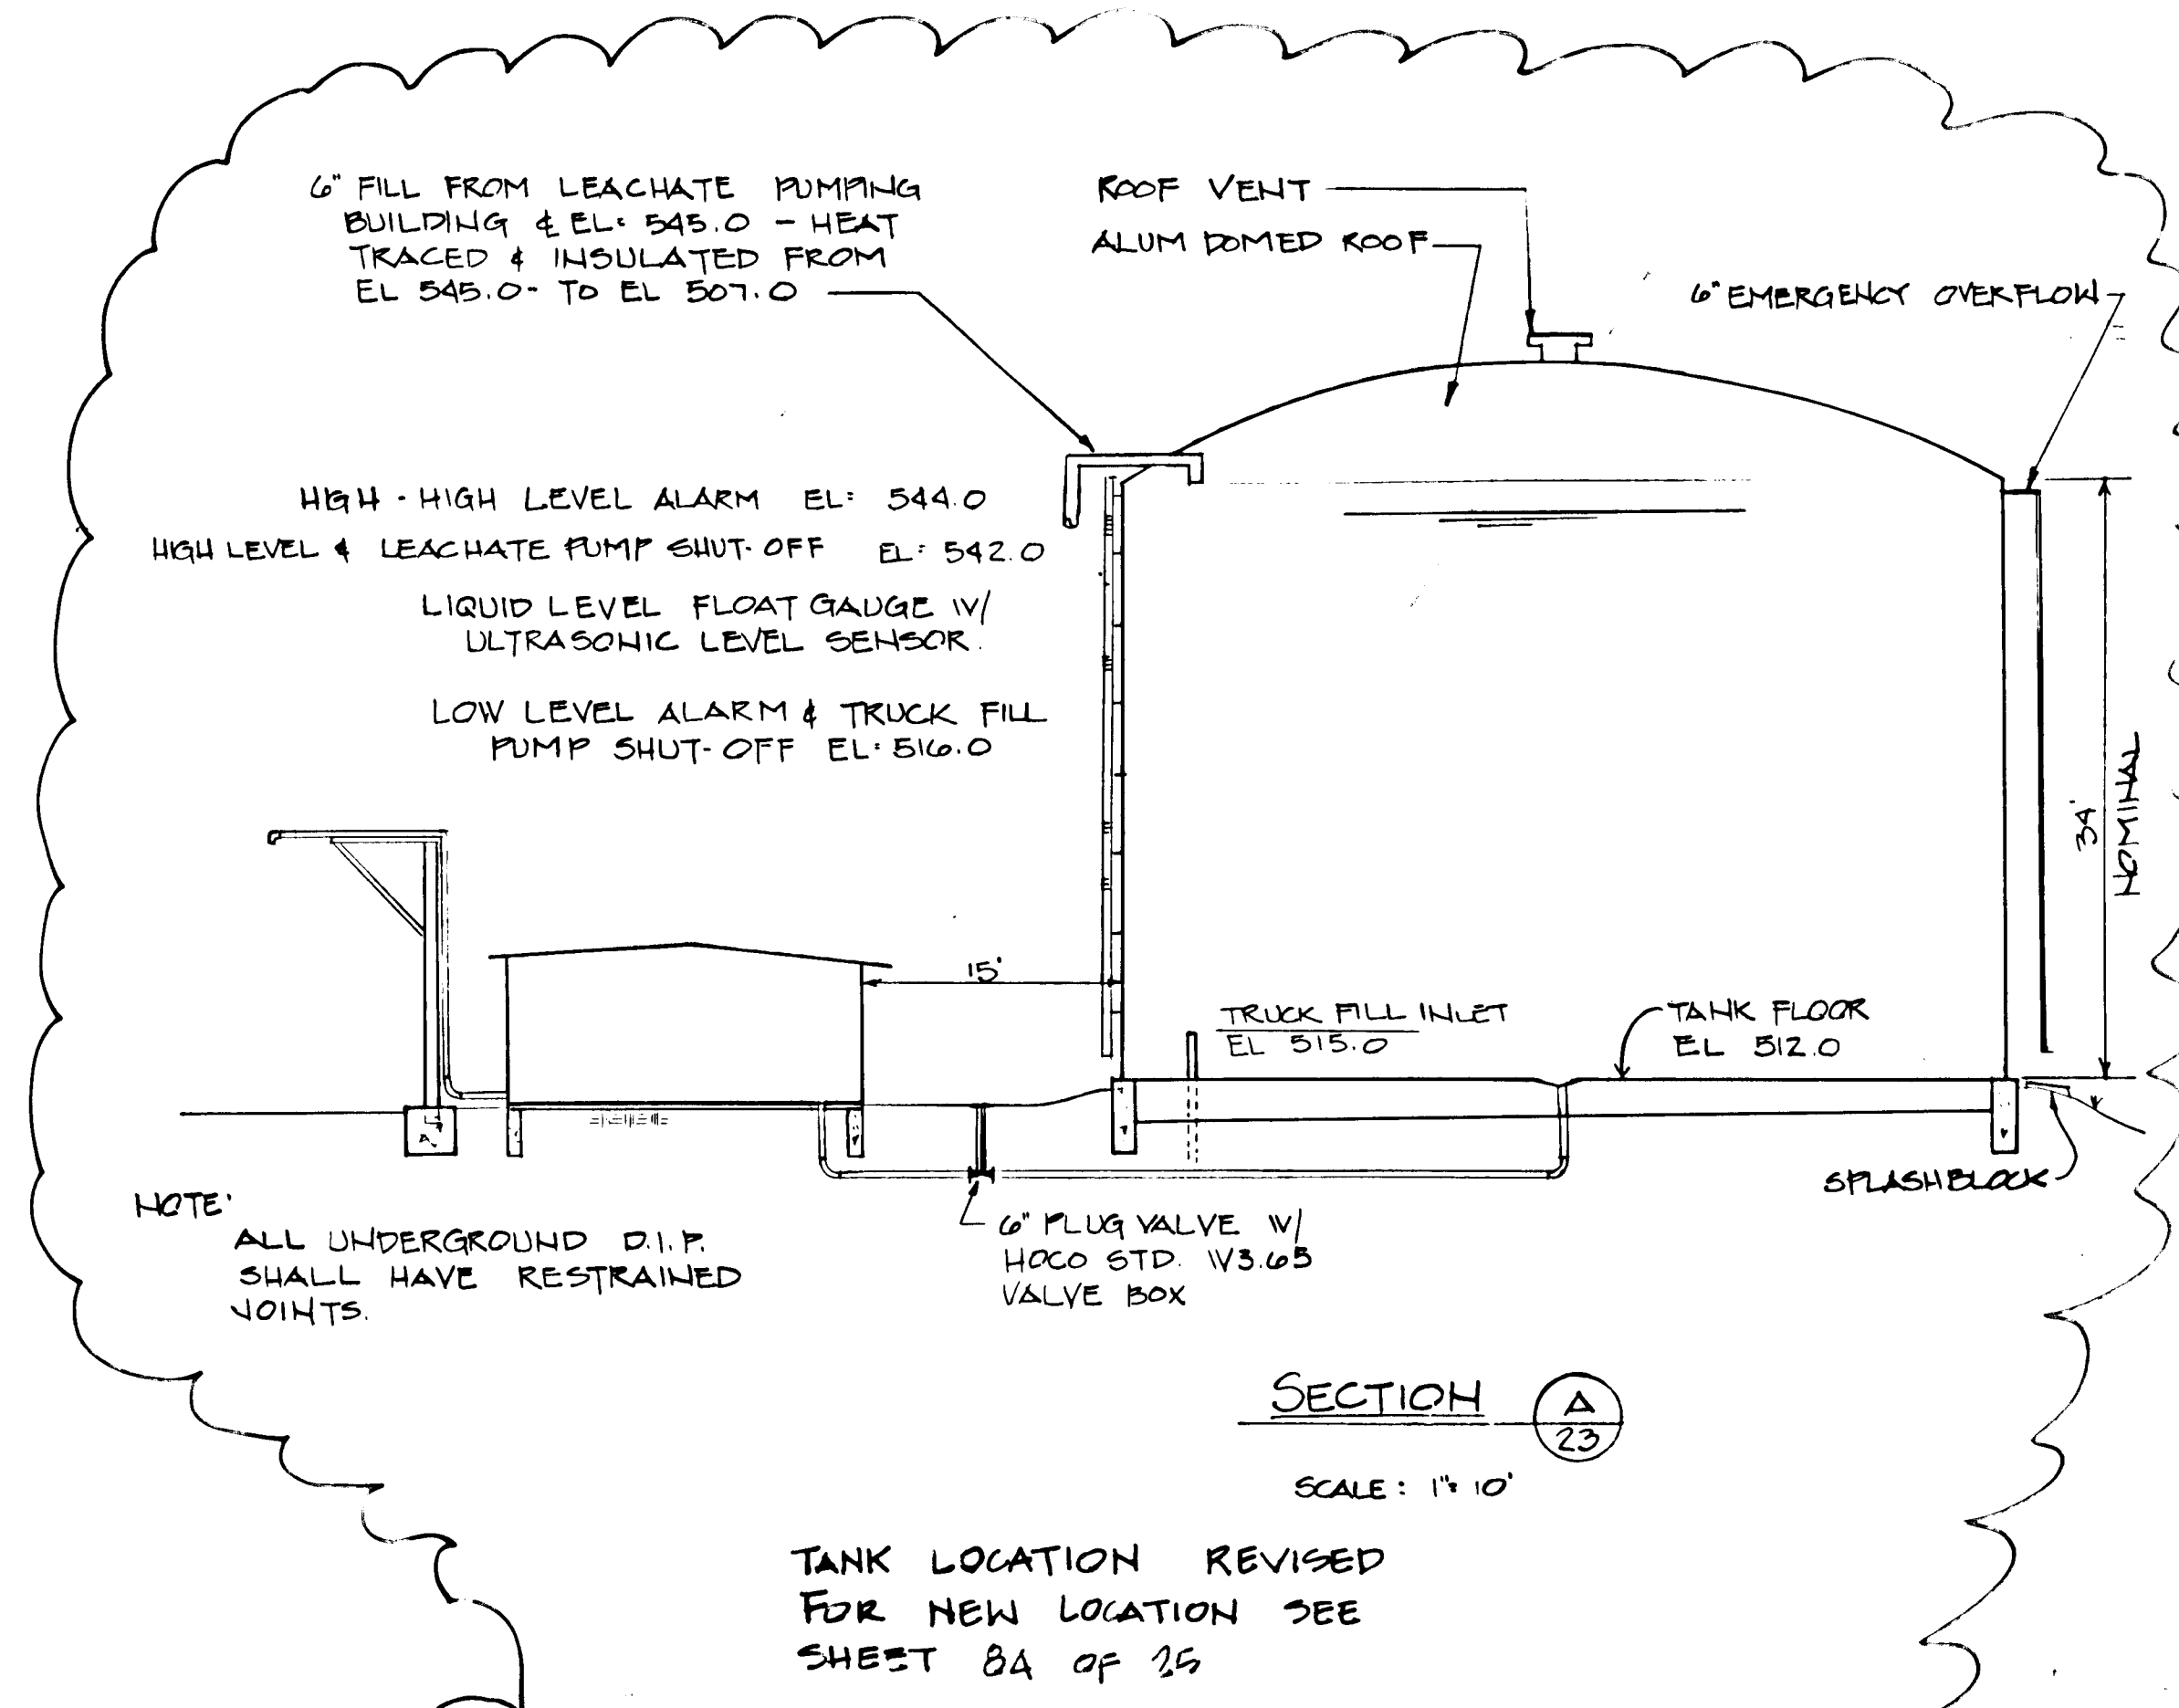 6" FILL FROM LEACHATE PUMPING
BUILDING ℄ EL: 545.0 - HEAT
TRACED & INSULATED FROM
EL 545.0- TO EL 507.0
ROOF VENT
ALUM DOMED ROOF
6" EMERGENCY OVERFLOW
HIGH - HIGH LEVEL ALARM EL: 544.0
HIGH LEVEL & LEACHATE PUMP SHUT-OFF EL: 542.0
LIQUID LEVEL FLOAT GAUGE W/
ULTRASONIC LEVEL SENSOR.
LOW LEVEL ALARM & TRUCK FILL
PUMP SHUT-OFF EL: 516.0
34'
NOMINAL
15'
TRUCK FILL INLET
EL 515.0
TANK FLOOR
EL 512.0
SPLASHBLOCK
NOTE:
ALL UNDERGROUND D.I.P.
SHALL HAVE RESTRAINED
JOINTS.
6" PLUG VALVE W/
HOCO STD. W3.65
VALVE BOX
SECTION
A
23
SCALE: 1"= 10'
TANK LOCATION REVISED
FOR NEW LOCATION SEE
SHEET 8A OF 25